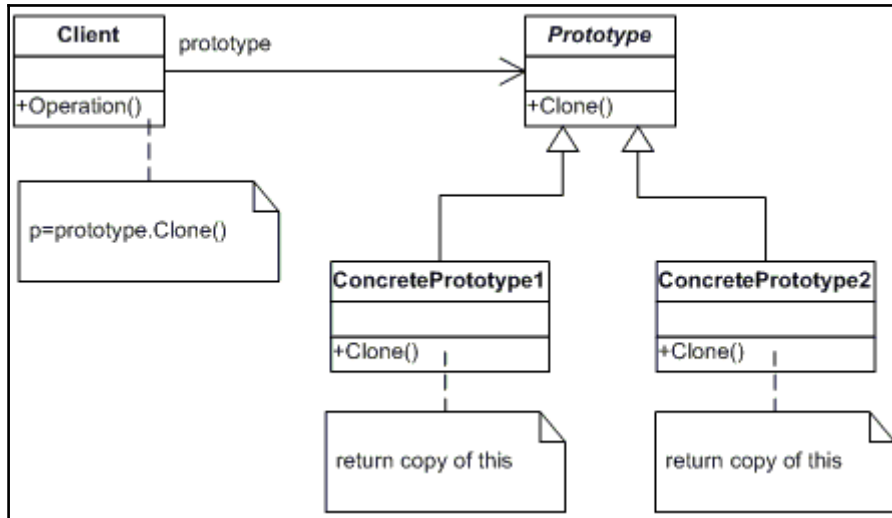 Client
prototype
Prototype
+Operation()
+Clone()
p=prototype.Clone()
ConcretePrototype1
ConcretePrototype2
+Clone()
+Clone()
return copy of this
return copy of this